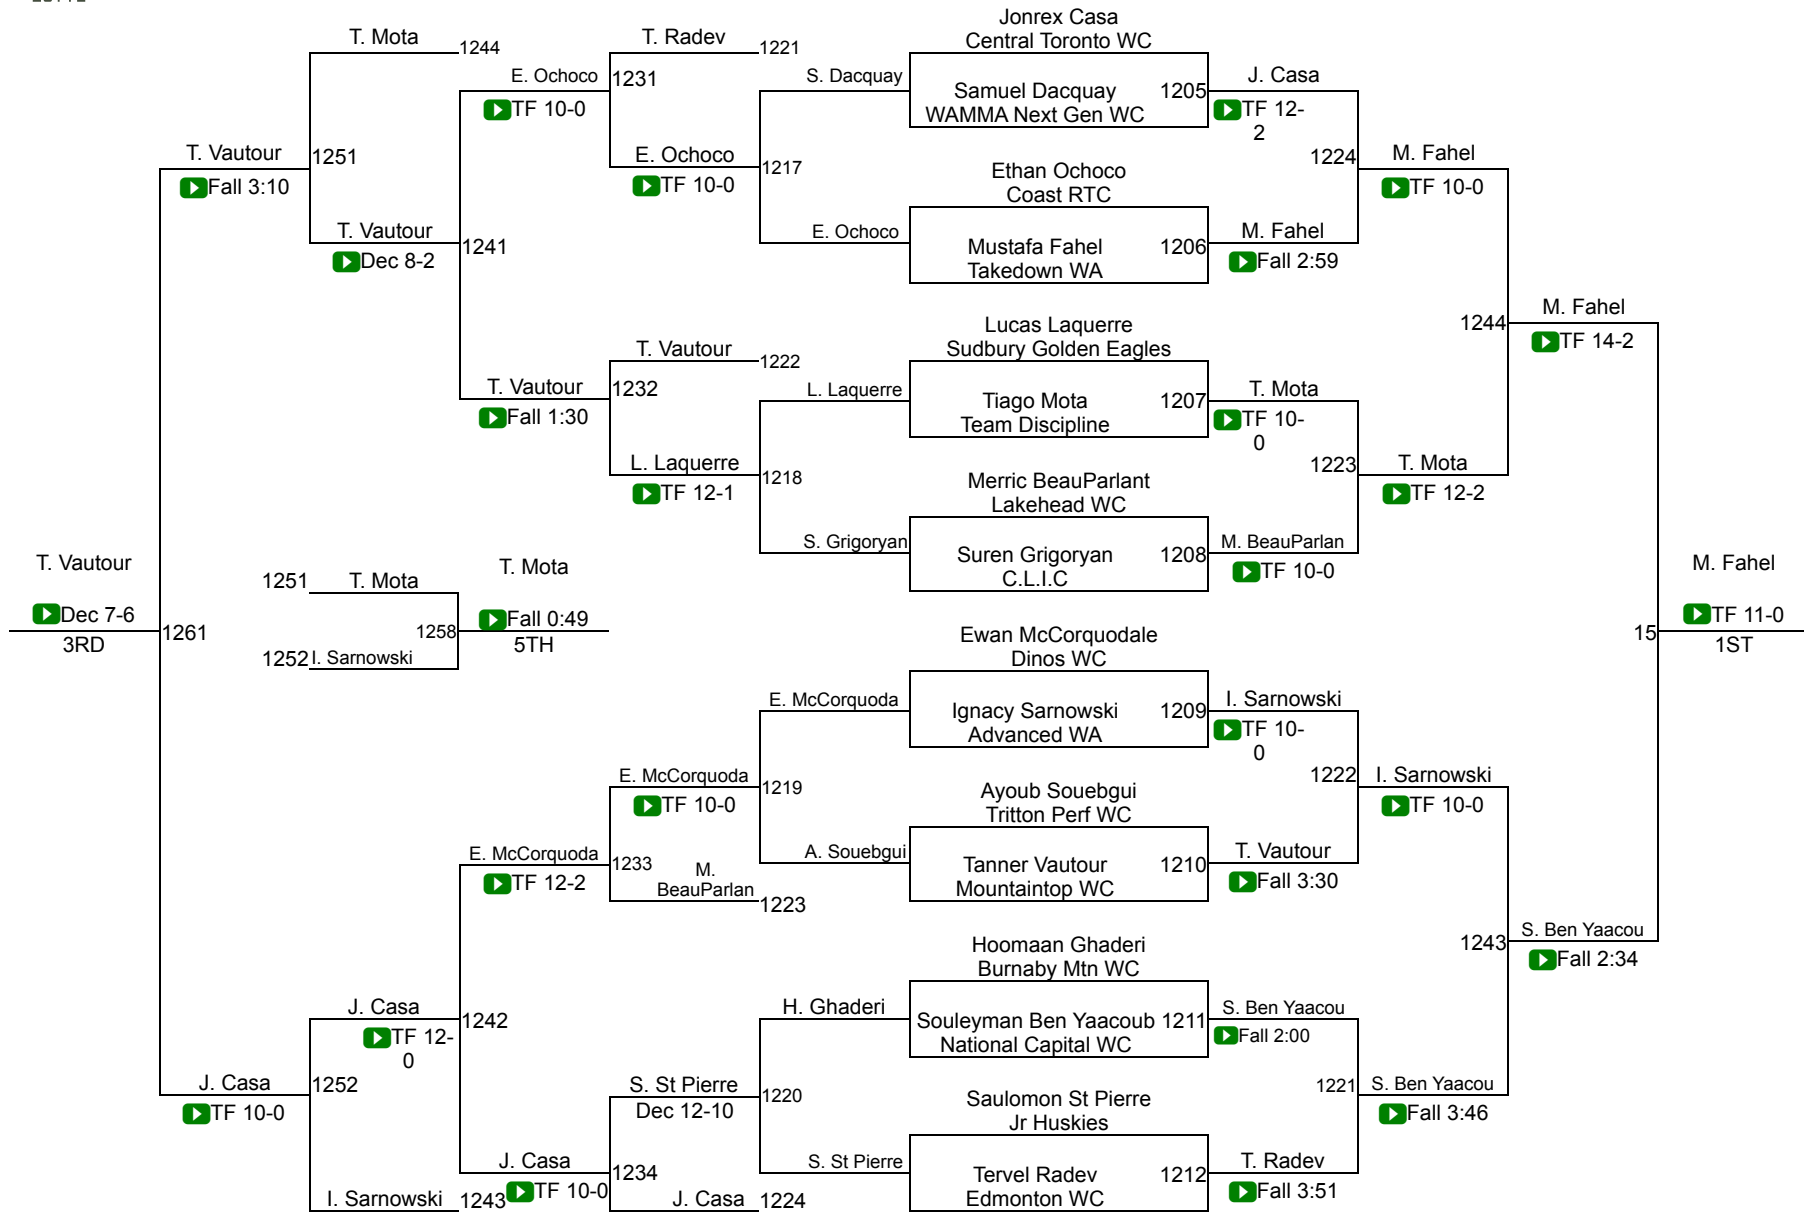 T. Mota
1244
T. Radev
1221
Jonrex Casa
Central Toronto WC
E. Ochoco
1231
TF 10-0
S. Dacquay
Samuel Dacquay
WAMMA Next Gen WC
1205
J. Casa
TF 12-
2
T. Vautour
1251
Fall 3:10
E. Ochoco
TF 10-0
1217
Ethan Ochoco
Coast RTC
1224
M. Fahel
TF 10-0
T. Vautour
Dec 8-2
1241
E. Ochoco
Mustafa Fahel
Takedown WA
1206
M. Fahel
Fall 2:59
1244
M. Fahel
TF 14-2
T. Vautour
1222
Lucas Laquerre
Sudbury Golden Eagles
T. Vautour
1232
Fall 1:30
L. Laquerre
Tiago Mota
Team Discipline
1207
T. Mota
TF 10-
0
L. Laquerre
TF 12-1
1218
Merric BeauParlant
Lakehead WC
1223
T. Mota
TF 12-2
S. Grigoryan
Suren Grigoryan
C.L.I.C
1208
M. BeauParlan
TF 10-0
T. Vautour
Dec 7-6
3RD
1261
1251
T. Mota
1252
I. Sarnowski
1258
T. Mota
Fall 0:49
5TH
15
M. Fahel
TF 11-0
1ST
Ewan McCorquodale
Dinos WC
E. McCorquoda
Ignacy Sarnowski
Advanced WA
1209
I. Sarnowski
TF 10-
0
E. McCorquoda
TF 10-0
1219
Ayoub Souebgui
Tritton Perf WC
1222
I. Sarnowski
TF 10-0
E. McCorquoda
TF 12-2
1233
M.
BeauParlan
1223
A. Souebgui
Tanner Vautour
Mountaintop WC
1210
T. Vautour
Fall 3:30
1243
S. Ben Yaacou
Fall 2:34
Hoomaan Ghaderi
Burnaby Mtn WC
J. Casa
TF 12-
0
1242
H. Ghaderi
Souleyman Ben Yaacoub
National Capital WC
1211
S. Ben Yaacou
Fall 2:00
J. Casa
TF 10-0
1252
S. St Pierre
Dec 12-10
1220
Saulomon St Pierre
Jr Huskies
1221
S. Ben Yaacou
Fall 3:46
I. Sarnowski
1243
J. Casa
TF 10-0
1234
J. Casa
1224
S. St Pierre
Tervel Radev
Edmonton WC
1212
T. Radev
Fall 3:51